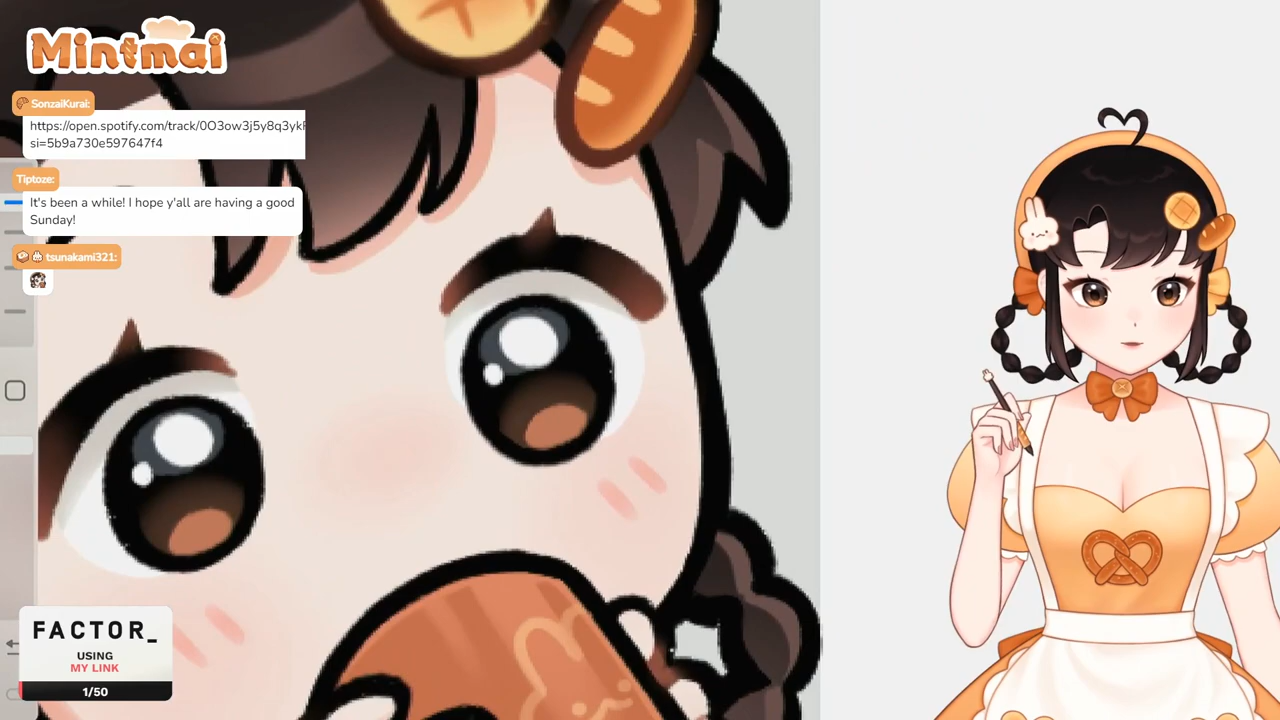 Mintmai
SonzaiKurai:
https://open.spotify.com/track/0O3ow3j5y8q3yk
si=5b9a730e597647f4
Tiptoze:
It's been a while! I hope y'all are having a good
Sunday!
tsunakami321:
FACTOR_
USING
MY LINK
1/50